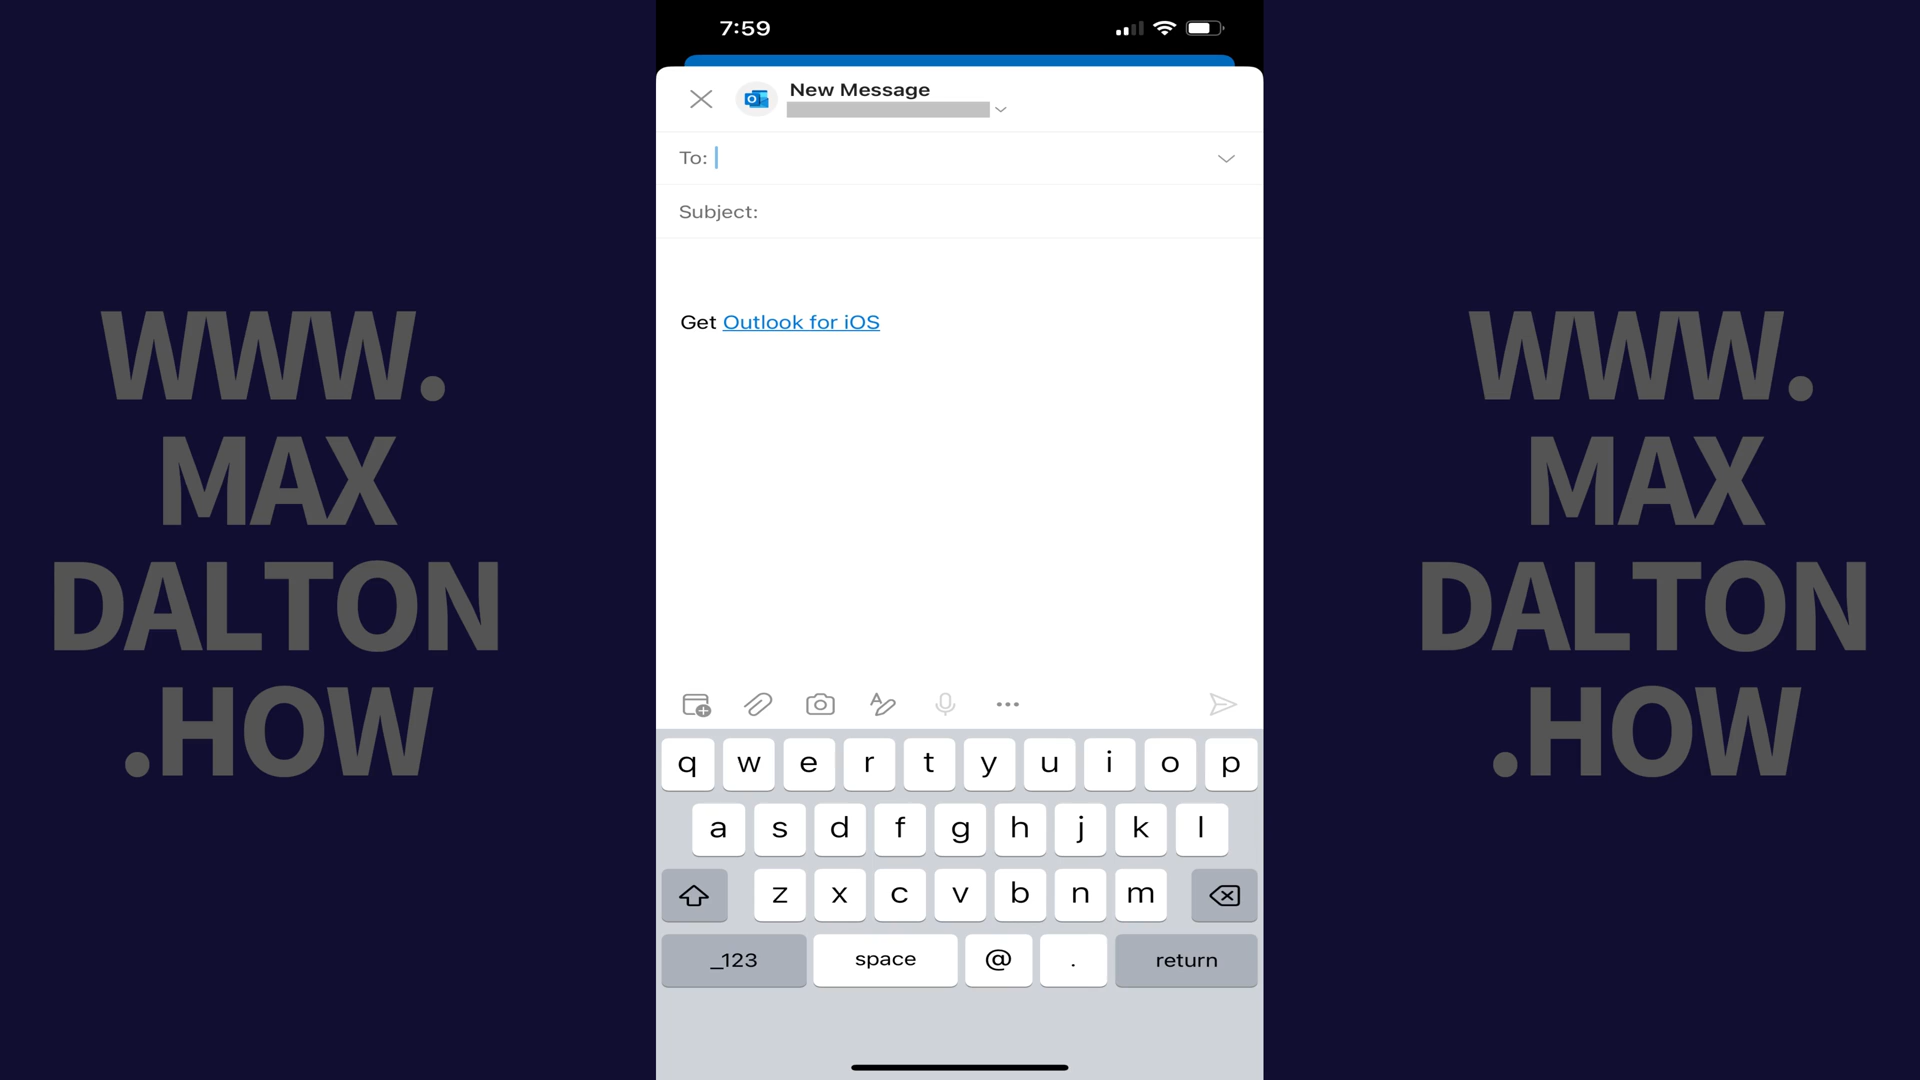 7:59
New Message
To:
Subject:
Get Outlook for iOS
q w e r t y u i o p
a s d f g h j k l
z x c v b n m
_123 space @ . return
WWW.
MAX
DALTON
.HOW
WWW.
MAX
DALTON
.HOW